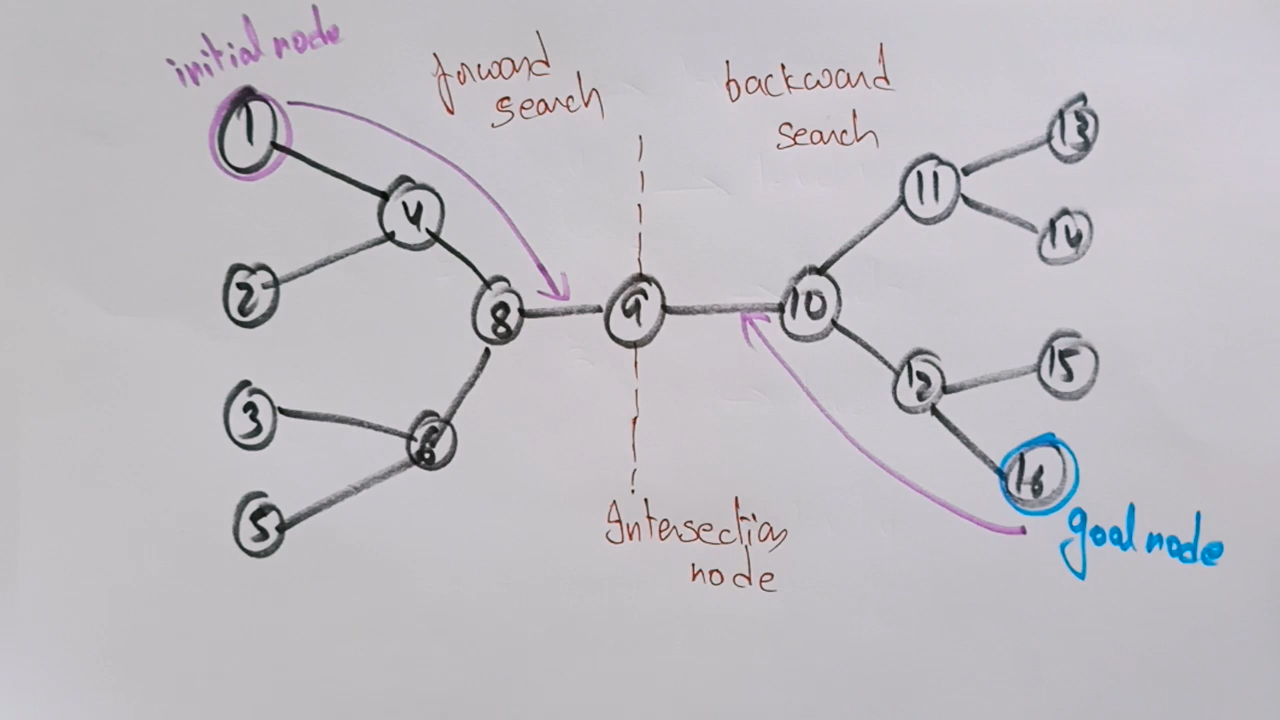 initial node
forward
search
backward
search
1
4
2
8
3
6
5
9
10
11
13
14
12
15
16
Intersection
node
goal node